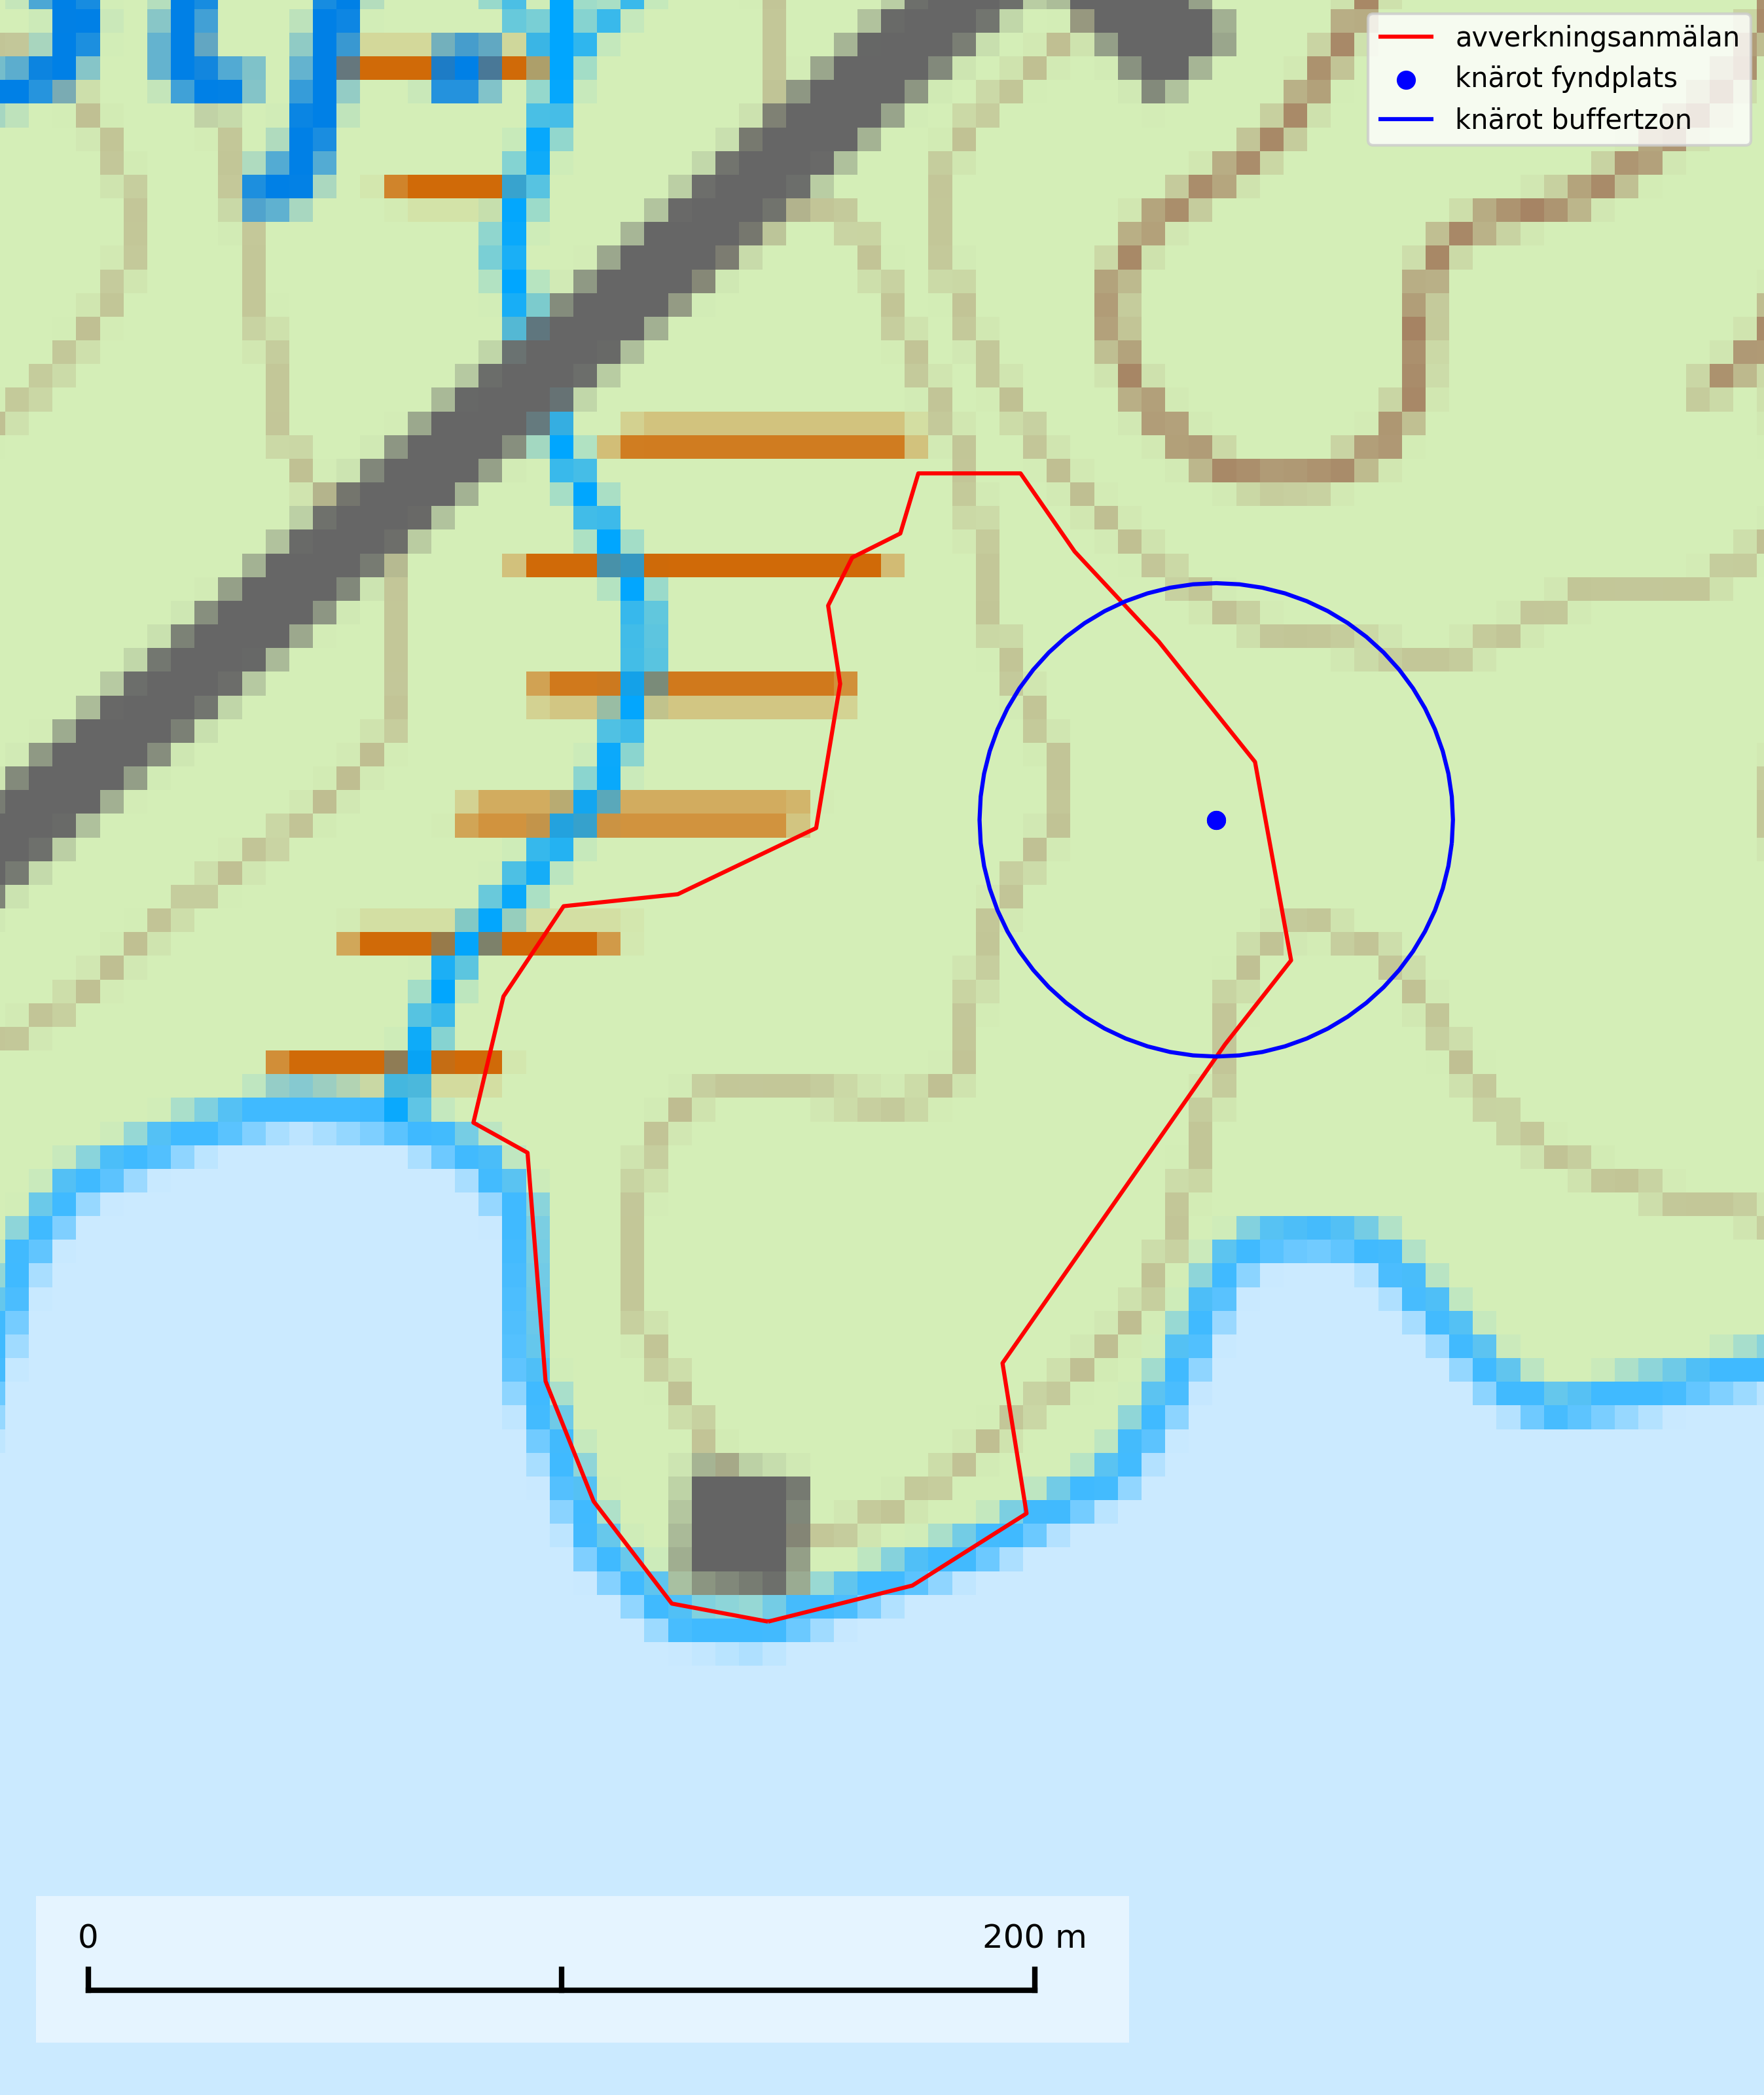 avverkningsanmälan
knärot fyndplats
knärot buffertzon
0 200 m